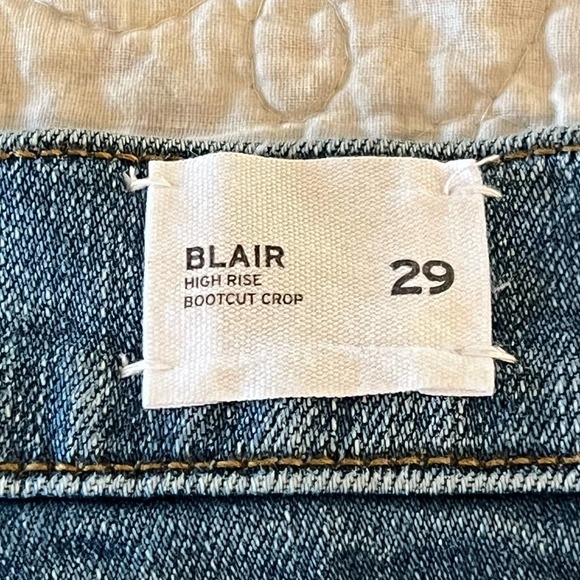 BLAIR
HIGH RISE
BOOTCUT CROP
29